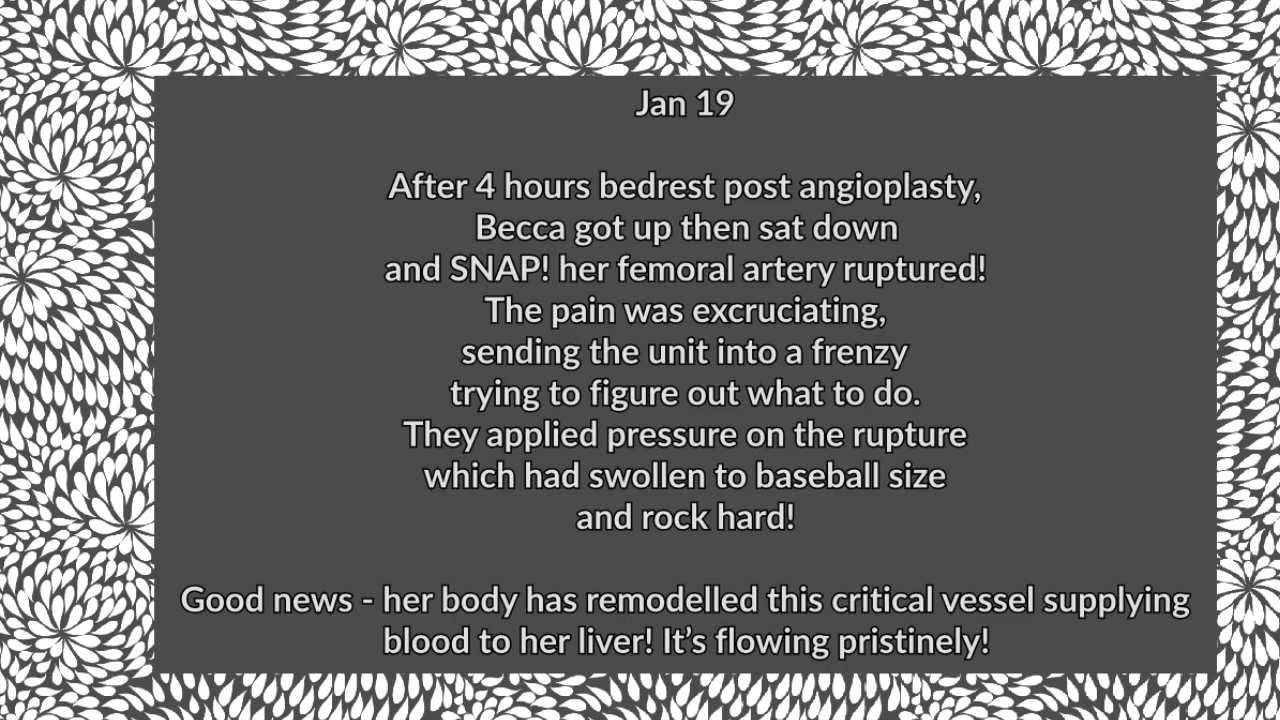 Jan 19
After 4 hours bedrest post angioplasty,
Becca got up then sat down
and SNAP! her femoral artery ruptured!
The pain was excruciating,
sending the unit into a frenzy
trying to figure out what to do.
They applied pressure on the rupture
which had swollen to baseball size
and rock hard!
Good news - her body has remodelled this critical vessel supplying
blood to her liver! It’s flowing pristinely!